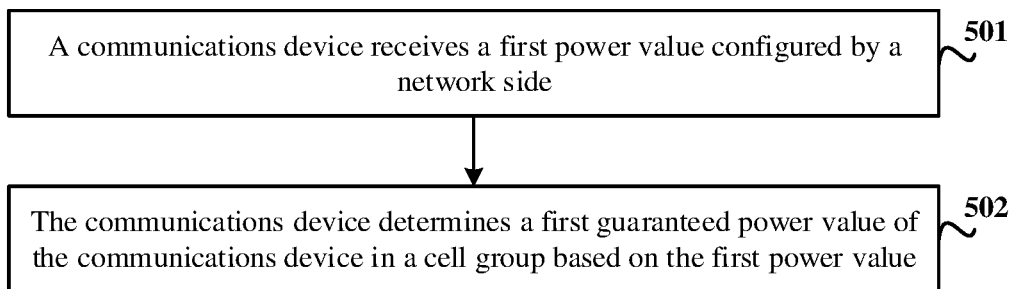 A communications device receives a first power value configured by a
network side
501
The communications device determines a first guaranteed power value of
the communications device in a cell group based on the first power value
502